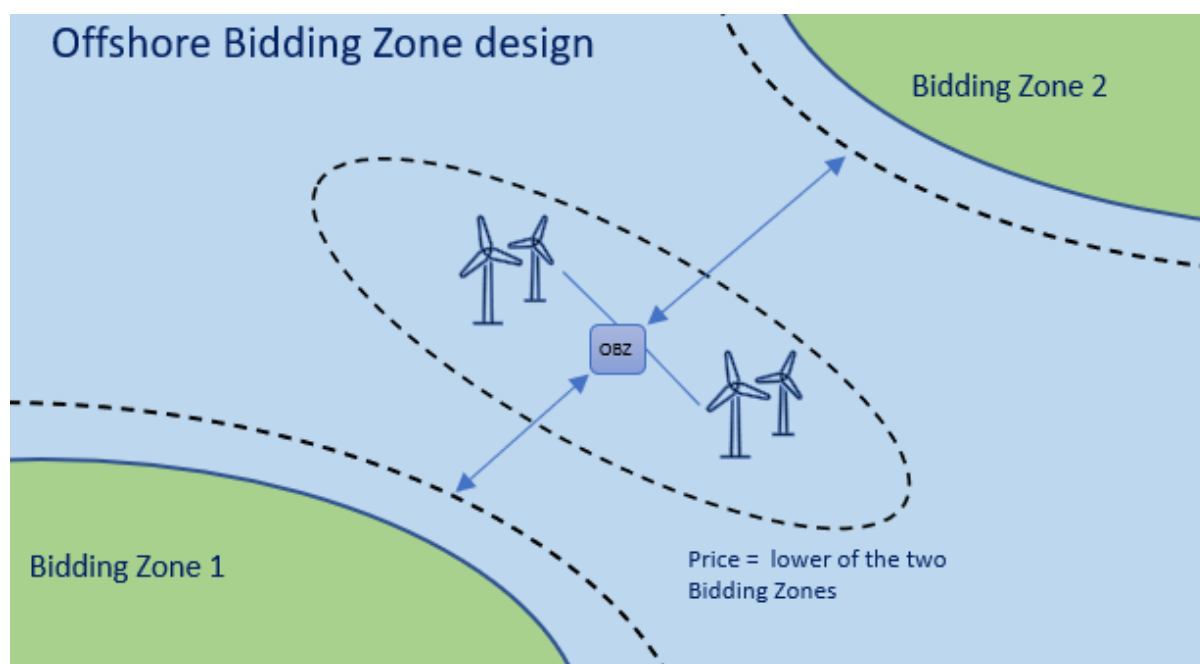 Offshore Bidding Zone design
Bidding Zone 2
OBZ
Bidding Zone 1
Price = lower of the two
Bidding Zones